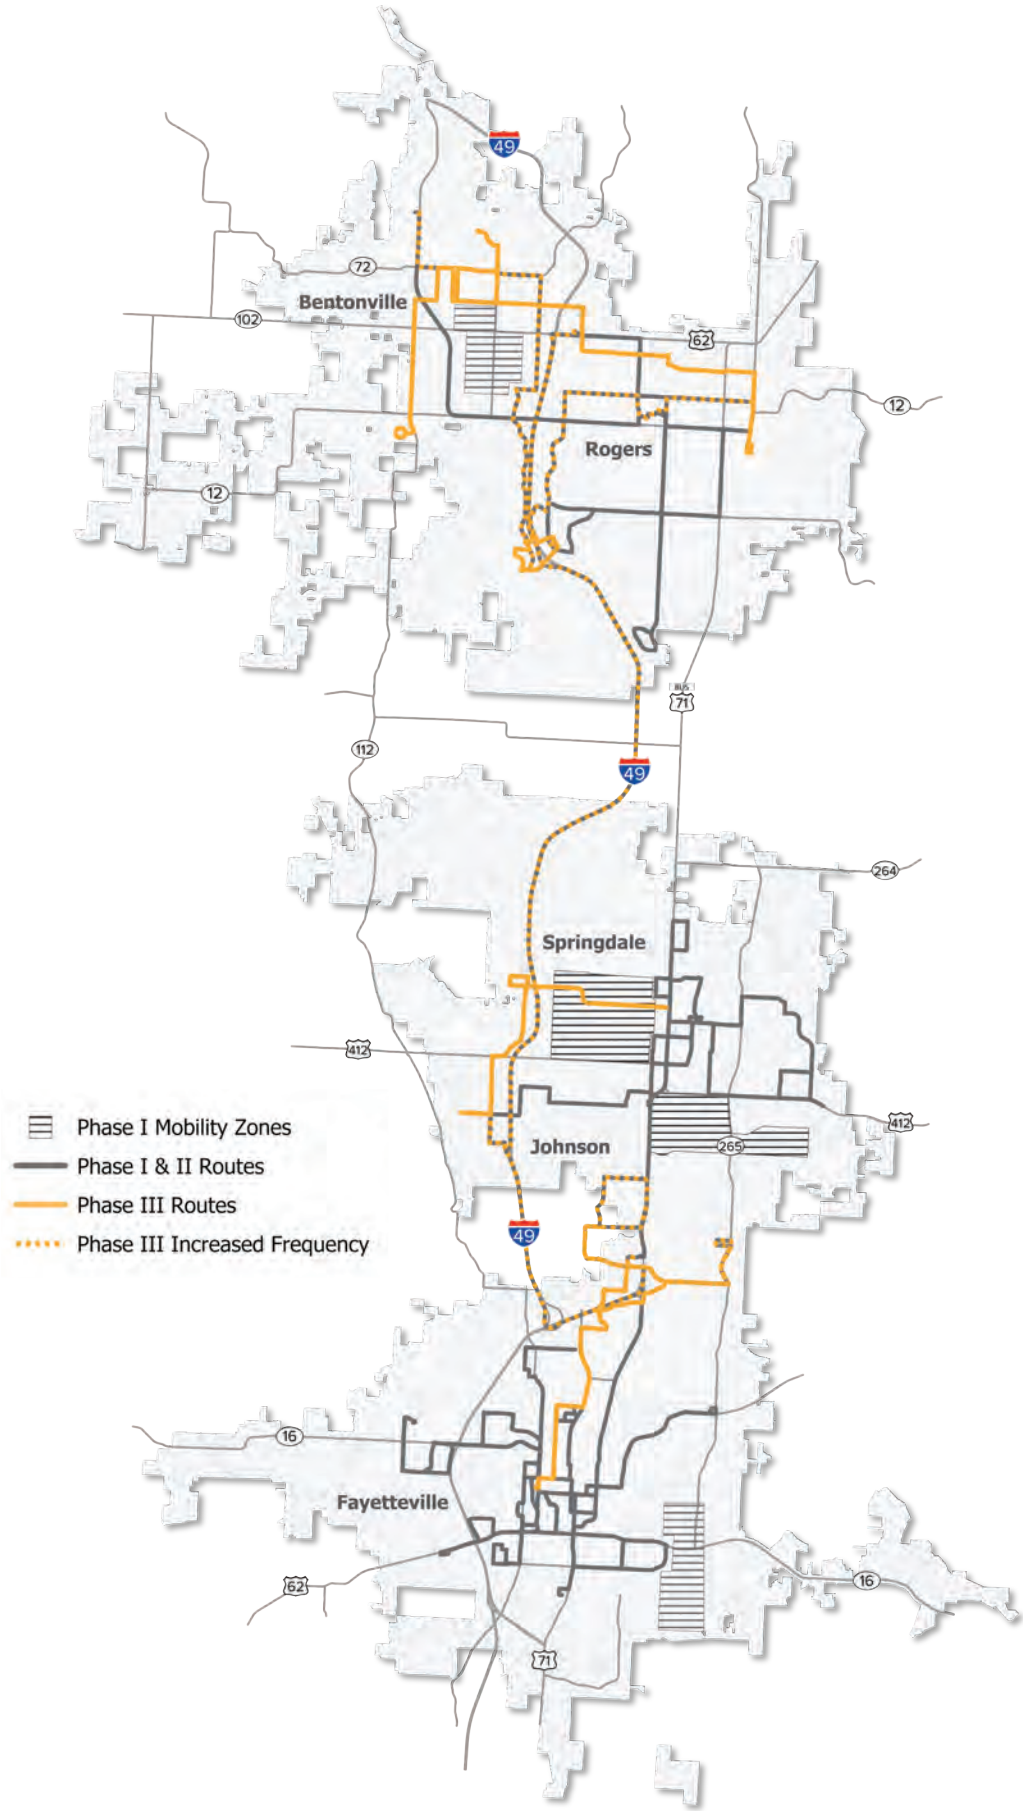 49
72
Bentonville
102
62
12
Rogers
12
BUS
71
112
49
264
Springdale
412
Phase I Mobility Zones
412
Phase I & II Routes
Johnson
265
Phase III Routes
Phase III Increased Frequency
49
16
Fayetteville
62
16
71